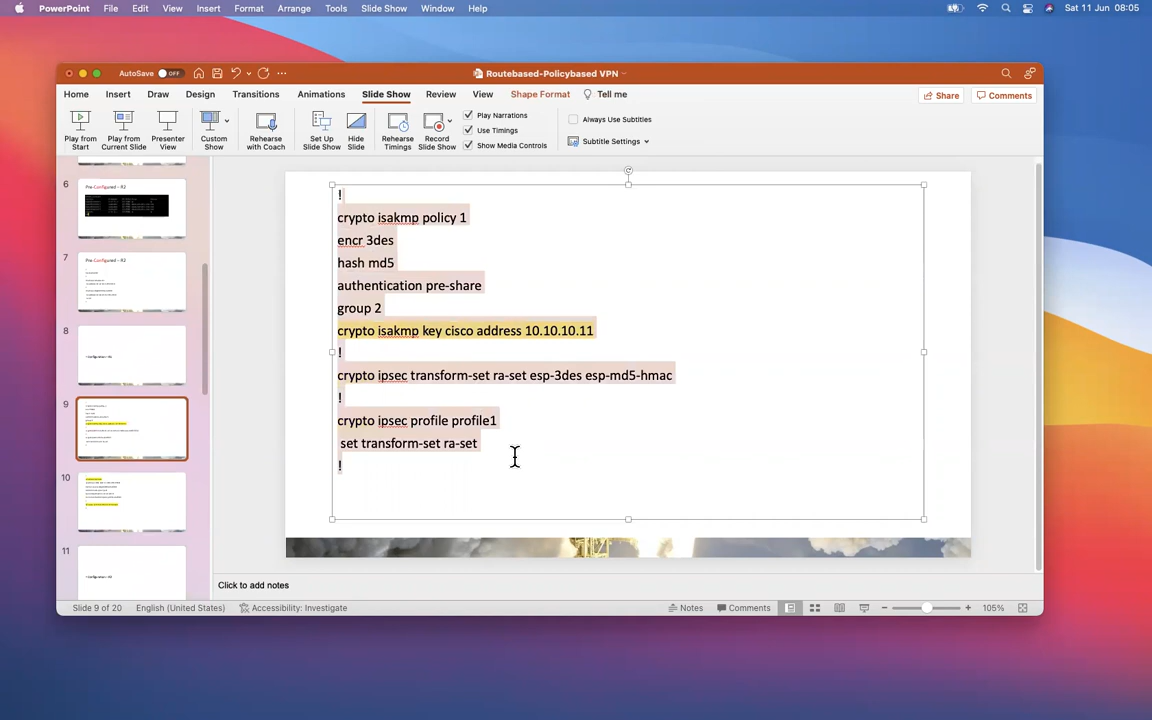 PowerPoint File Edit View Insert Format Arrange Tools Slide Show Window Help Sat 11 Jun 08:05
AutoSave OFF Routebased-Policybased VPN
Home Insert Draw Design Transitions Animations Slide Show Review View Shape Format Tell me Share Comments
Play from Start
Play from Current Slide
Presenter View
Custom Show
Rehearse with Coach
Set Up Slide Show
Hide Slide
Rehearse Timings
Record Slide Show
Play Narrations
Use Timings
Show Media Controls
Always Use Subtitles
Subtitle Settings
6
Pre-Configured – R2
7
Pre-Configured – R2
8
9
10
11
!
crypto isakmp policy 1
encr 3des
hash md5
authentication pre-share
group 2
crypto isakmp key cisco address 10.10.10.11
!
crypto ipsec transform-set ra-set esp-3des esp-md5-hmac
!
crypto ipsec profile profile1
set transform-set ra-set
!
Click to add notes
Slide 9 of 20 English (United States) Accessibility: Investigate Notes Comments 105%